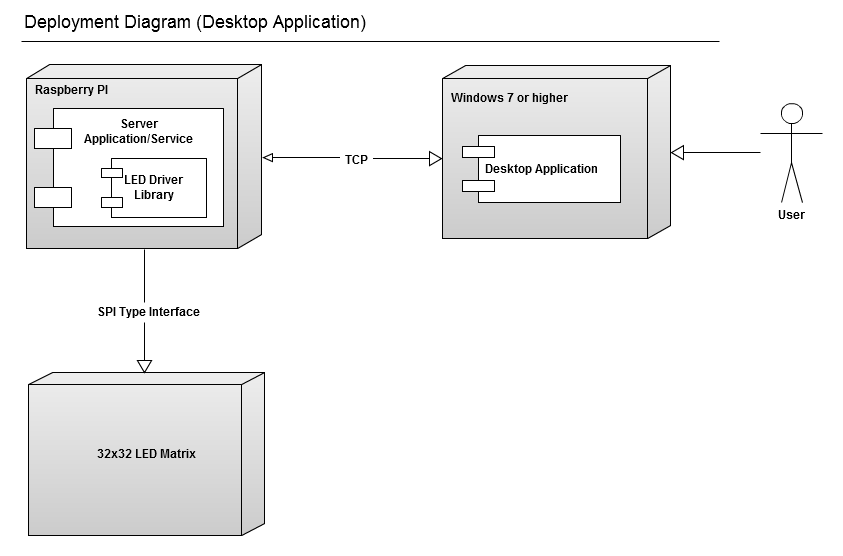 Deployment Diagram (Desktop Application)
Raspberry PI
Server
Application/Service
LED Driver
Library
TCP
Windows 7 or higher
Desktop Application
User
SPI Type Interface
32x32 LED Matrix